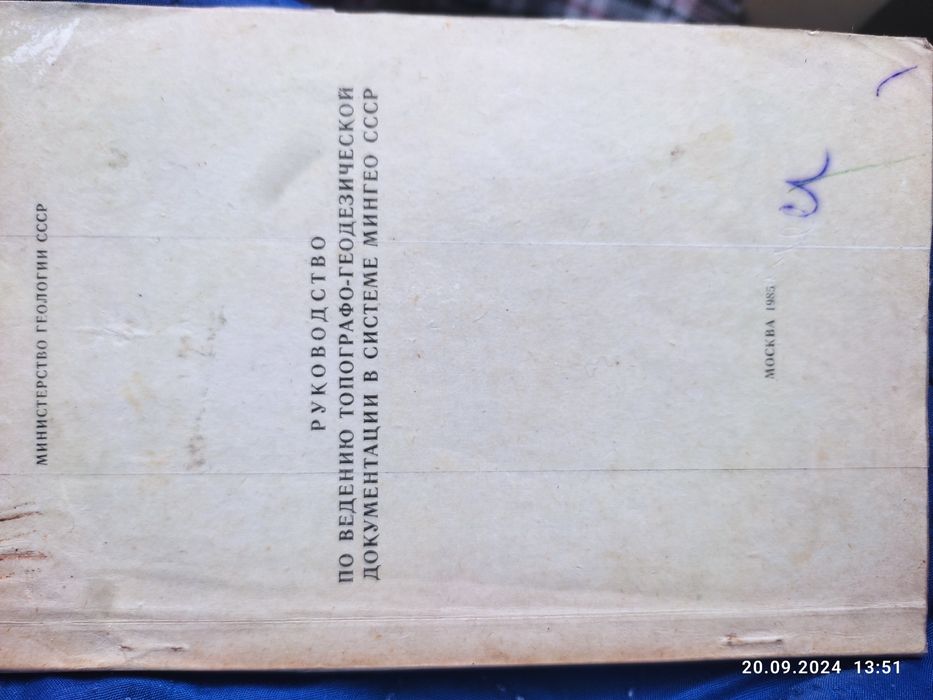 МИНИСТЕРСТВО ГЕОЛОГИИ СССР
РУКОВОДСТВО
ПО ВЕДЕНИЮ ТОПОГРАФО-ГЕОДЕЗИЧЕСКОЙ
ДОКУМЕНТАЦИИ В СИСТЕМЕ МИНГЕО СССР
МОСКВА 1985
20.09.2024 13:51